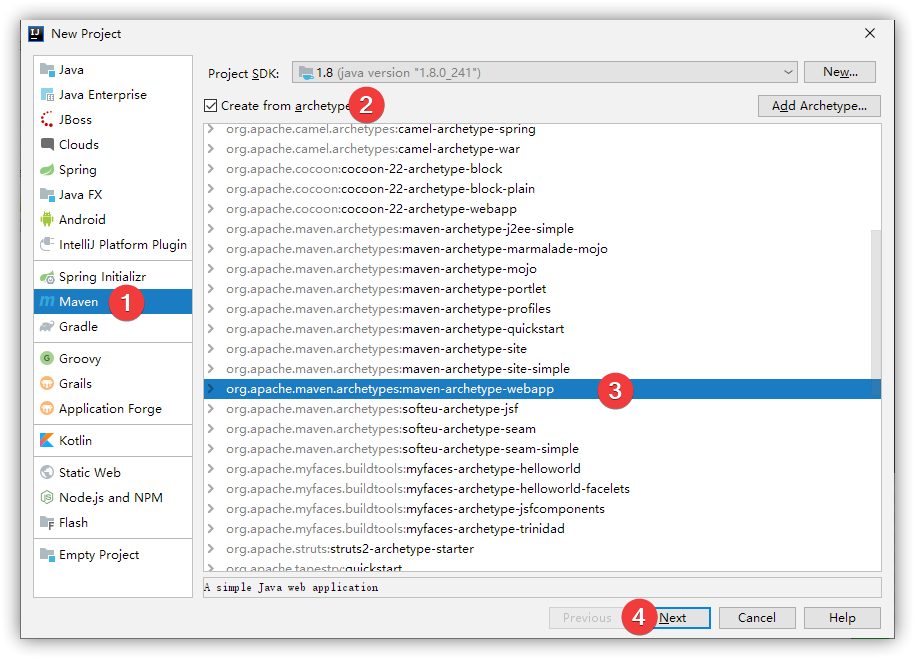 New Project
Java
Java Enterprise
JBoss
Clouds
Spring
Java FX
Android
IntelliJ Platform Plugin
Spring Initializr
Maven 1
Gradle
Groovy
Grails
Application Forge
Kotlin
Static Web
Node.js and NPM
Flash
Empty Project
Project SDK: 1.8 (java version "1.8.0_241") New...
Create from archetype 2 Add Archetype...
org.apache.camel.archetypes:camel-archetype-spring
org.apache.camel.archetypes:camel-archetype-war
org.apache.cocoon:cocoon-22-archetype-block
org.apache.cocoon:cocoon-22-archetype-block-plain
org.apache.cocoon:cocoon-22-archetype-webapp
org.apache.maven.archetypes:maven-archetype-j2ee-simple
org.apache.maven.archetypes:maven-archetype-marmalade-mojo
org.apache.maven.archetypes:maven-archetype-mojo
org.apache.maven.archetypes:maven-archetype-portlet
org.apache.maven.archetypes:maven-archetype-profiles
org.apache.maven.archetypes:maven-archetype-quickstart
org.apache.maven.archetypes:maven-archetype-site
org.apache.maven.archetypes:maven-archetype-site-simple
org.apache.maven.archetypes:maven-archetype-webapp 3
org.apache.maven.archetypes:softeu-archetype-jsf
org.apache.maven.archetypes:softeu-archetype-seam
org.apache.maven.archetypes:softeu-archetype-seam-simple
org.apache.myfaces.buildtools:myfaces-archetype-helloworld
org.apache.myfaces.buildtools:myfaces-archetype-helloworld-facelets
org.apache.myfaces.buildtools:myfaces-archetype-jsfcomponents
org.apache.myfaces.buildtools:myfaces-archetype-trinidad
org.apache.struts:struts2-archetype-starter
org.apache.tapestry:quickstart
A simple Java web application
Previous 4 Next Cancel Help